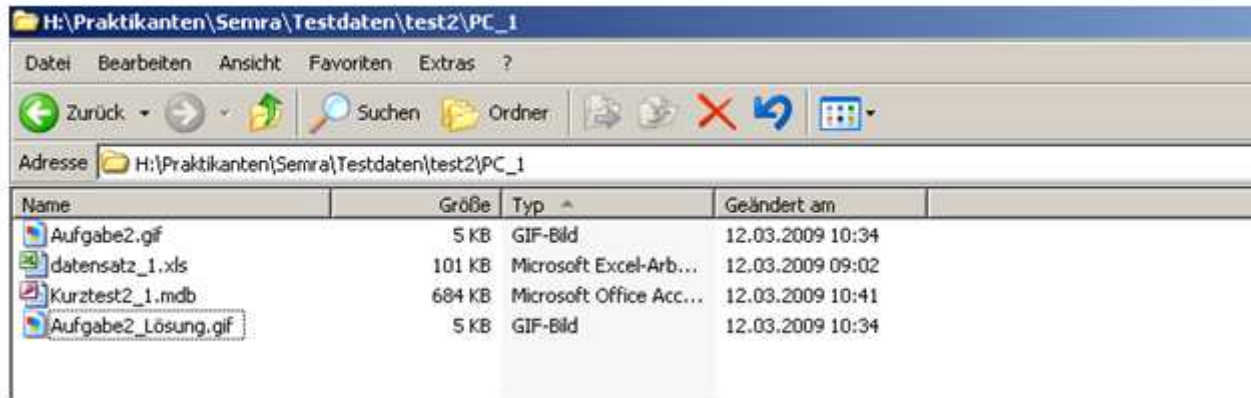 H:\Praktikanten\Semra\Testdaten\test2\PC_1
Datei Bearbeiten Ansicht Favoriten Extras ?
Zurück Suchen Ordner
Adresse H:\Praktikanten\Semra\Testdaten\test2\PC_1
Name Größe Typ Geändert am
Aufgabe2.gif 5 KB GIF-Bild 12.03.2009 10:34
datensatz_1.xls 101 KB Microsoft Excel-Arb... 12.03.2009 09:02
Kurztest2_1.mdb 684 KB Microsoft Office Acc... 12.03.2009 10:41
Aufgabe2_Lösung.gif 5 KB GIF-Bild 12.03.2009 10:34